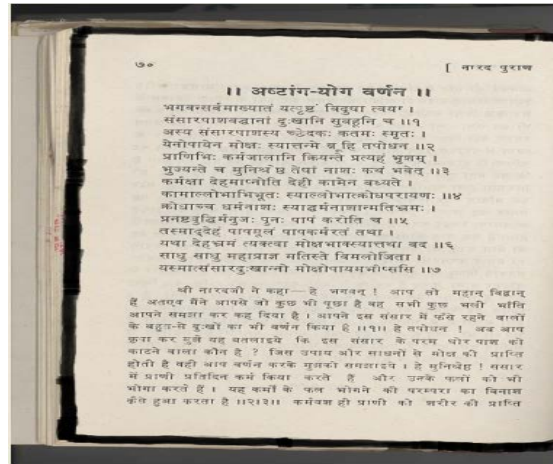 ७०
[ नारद पुराण
।। अष्टांग-योग वर्णन ।।
भगवन्सर्वमाख्यातं यत्पृष्टं विदुषा त्वया ।
संसारपाशबद्धानां दुःखानि सुबहूनि च ।।१
अस्य संसारपाशस्य च्छेदकः कतमः स्मृतः ।
येनोपायेन मोक्षः स्यात्तन्मे ब्रूहि तपोधन ।।२
प्राणिभिः कर्मजालानि क्रियन्ते प्रत्यहं भृशम् ।
भुज्यन्ते च मुनिश्रेष्ठ तेषां नाशः कथं भवेत् ।।३
कर्मणा देहमाप्नोति देही कामेन बध्यते ।
कामाल्लोभाभिभूतः स्याल्लोभात्क्रोधपरायणः ।।४
क्रोधाच्च धर्मनाशः स्याद्धर्मनाशान्मतिभ्रमः ।
प्रनष्टबुद्धिर्मनुजः पुनः पापं करोति च ।।५
तस्माद्देहं पापमूलं पापकर्मरतं तथा ।
यथा देहभ्रमं त्यक्त्वा मोक्षभाक्स्यात्तथा वद ।।६
साधु साधु महाप्राज्ञ मतिस्ते विमलोजिता ।
यस्मात्संसारदुःखान्नो मोक्षोपायमभीप्ससि ।।७
श्री नारदजी ने कहा— हे भगवन् ! आप तो महान् विद्वान्
हैं अतएव मैंने आपसे जो कुछ भी पूछा है वह सभी कुछ भली भाँति
आपने समझा कर कह दिया है । आपने इस संसार में फँसे रहने वालों
के बहुत-से दुःखों का भी वर्णन किया है ।।१।। हे तपोधन ! अब आप
कृपा कर मुझे यह बतलाइये कि इस संसार के परम घोर पाश को
काटने वाला कौन है ? जिस उपाय और साधनों से मोक्ष की प्राप्ति
होती है वही आप वर्णन करके मुझको समझाइये । हे मुनिश्रेष्ठ ! संसार
में प्राणी प्रतिदिन कर्म किया करते हैं और उनके फलों को भी
भोगा करते हैं । यह कर्मों के फल भोगने की परम्परा का विनाश
कैसे हुआ करता है ।।२।३।। कर्मवश ही प्राणी को शरीर की प्राप्ति